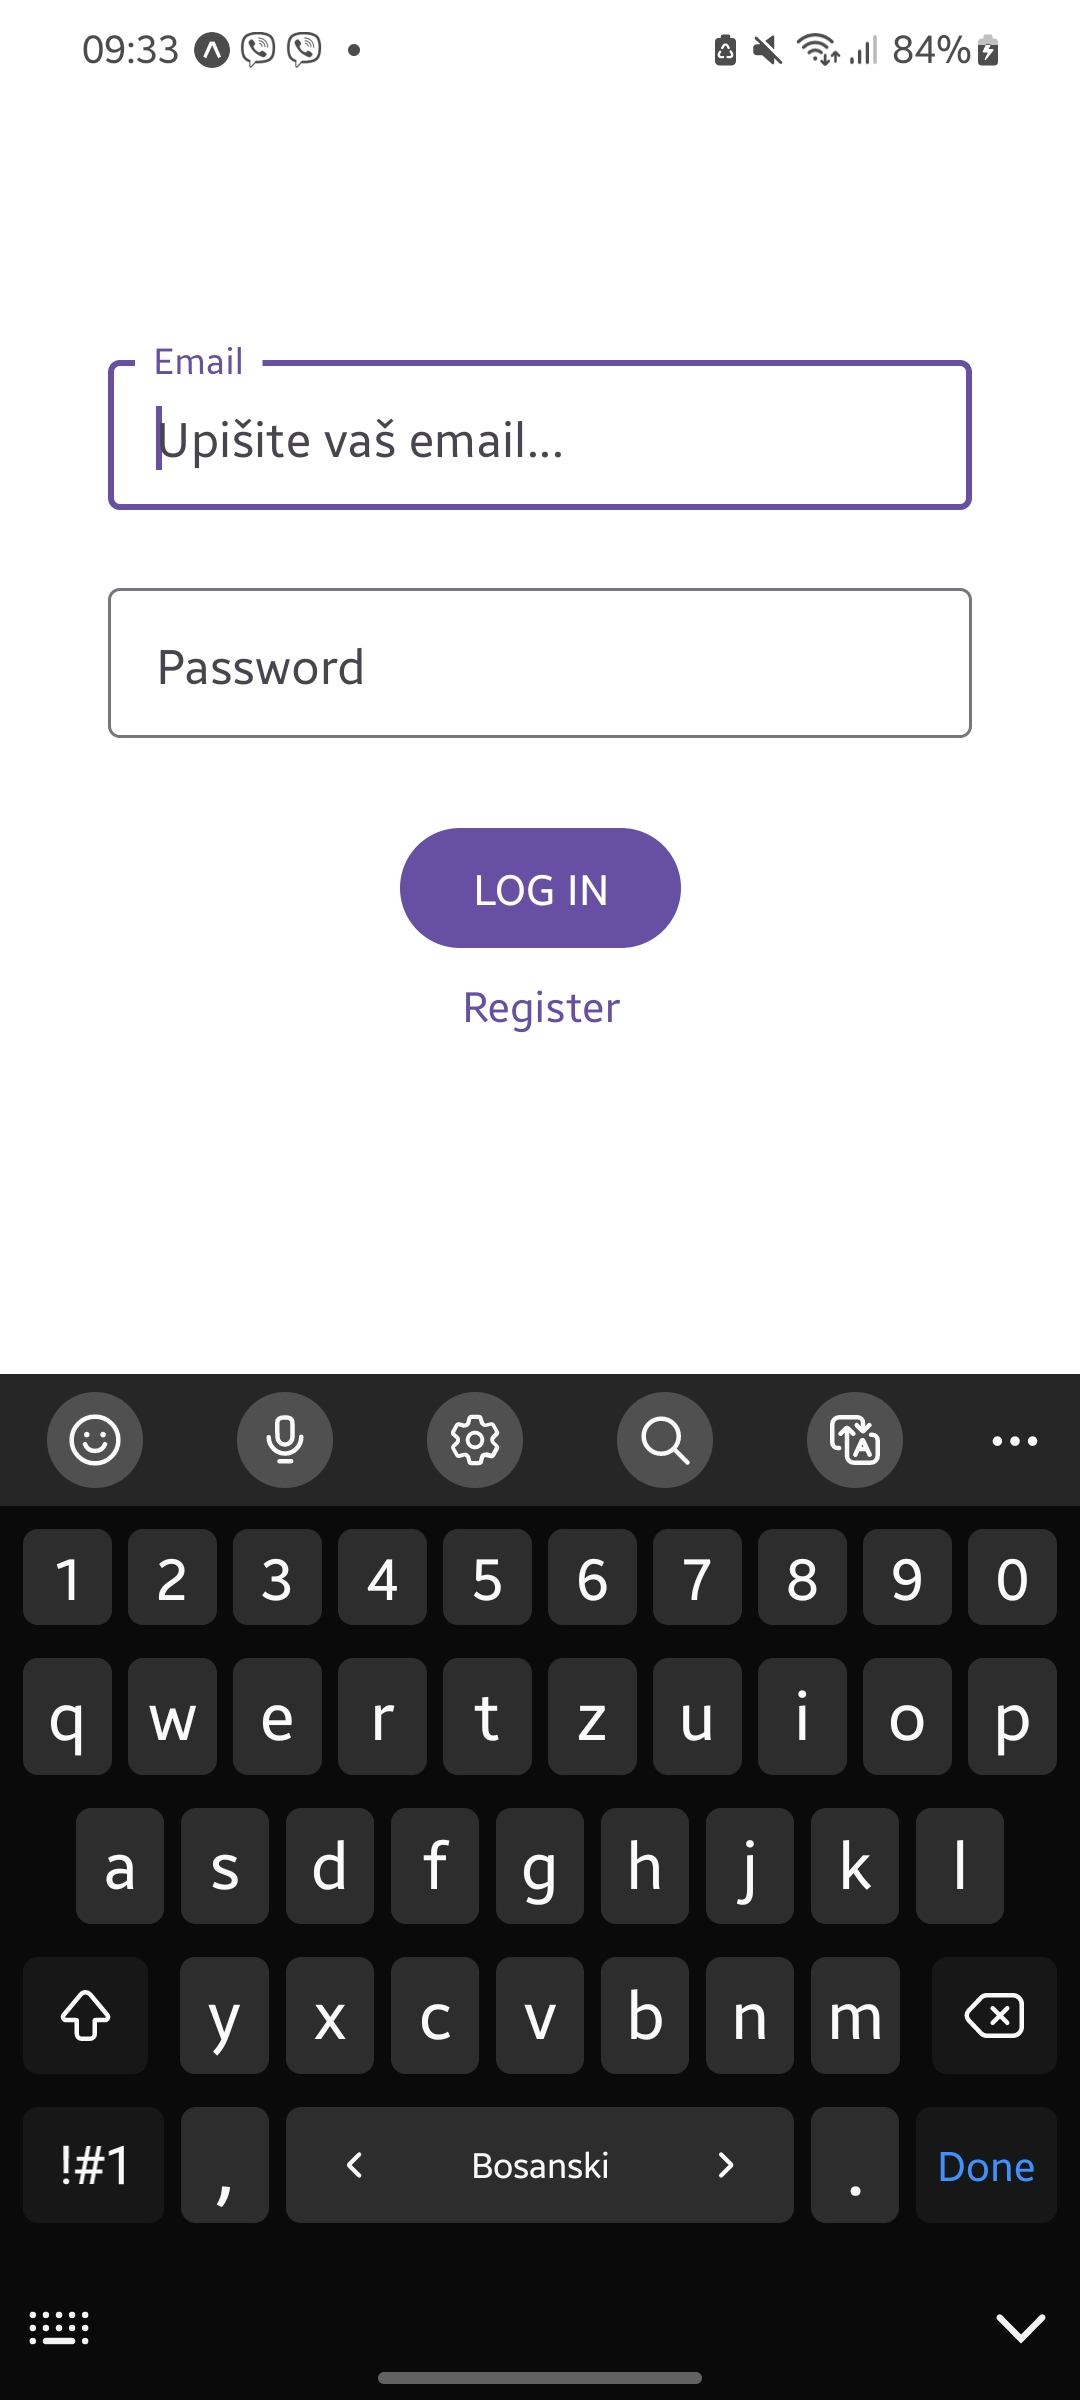 09:33 84%
Email
Upišite vaš email...
Password
LOG IN
Register
1 2 3 4 5 6 7 8 9 0
q w e r t z u i o p
a s d f g h j k l
y x c v b n m
!#1 , < Bosanski > . Done